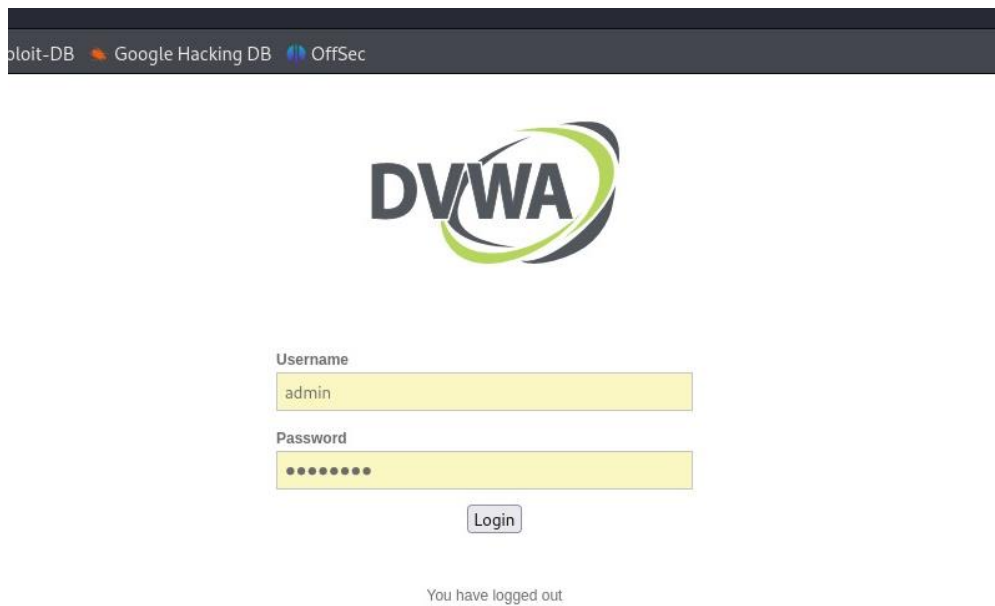 ploit-DB Google Hacking DB OffSec
DVWA
Username
admin
Password
••••••••
Login
You have logged out